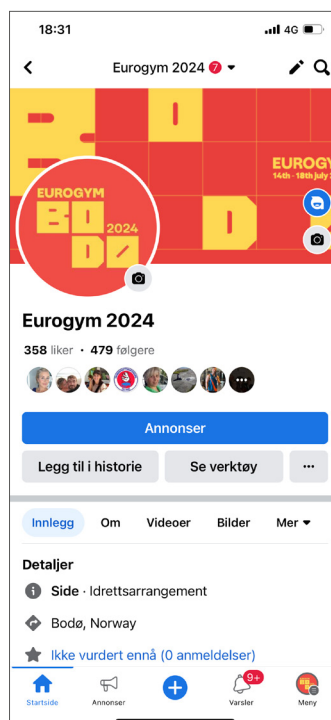 18:31
4G
Eurogym 2024 7
EUROGY
14th - 18th july
EUROGYM
BODØ
2024
Eurogym 2024
358 liker · 479 følgere
Annonser
Legg til i historie
Se verktøy
Innlegg
Om
Videoer
Bilder
Mer
Detaljer
Side · Idrettsarrangement
Bodø, Norway
Ikke vurdert ennå (0 anmeldelser)
9+
Startside
Annonser
Varsler
Meny